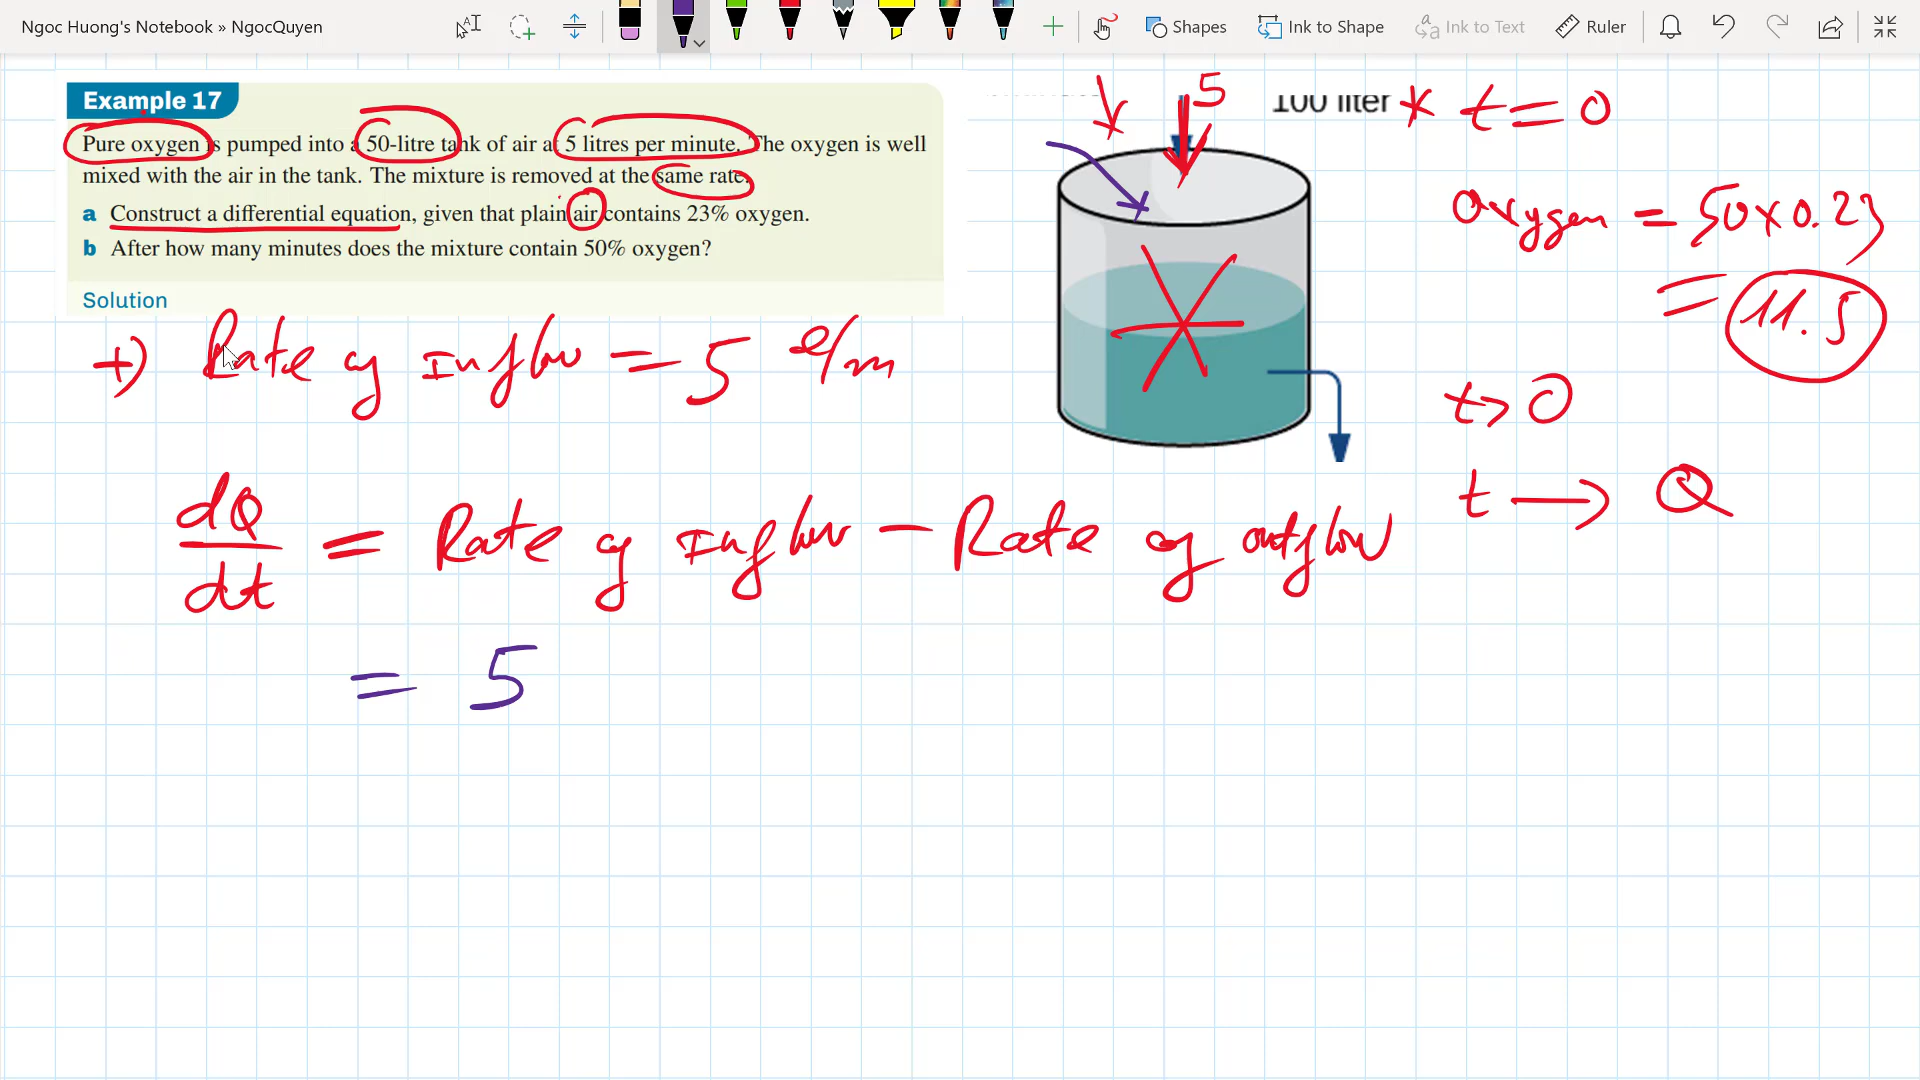 Ngoc Huong's Notebook » NgocQuyen
Shapes
Ink to Shape
Ink to Text
Ruler
Example 17
Pure oxygen is pumped into a 50-litre tank of air at 5 litres per minute. The oxygen is well
mixed with the air in the tank. The mixture is removed at the same rate.
a Construct a differential equation, given that plain air contains 23% oxygen.
b After how many minutes does the mixture contain 50% oxygen?
Solution
5
100 liter
* t = 0
oxygen = 50 x 0.23
= 11.5
+) Rate of Inflow = 5 l/m
t > 0
t → Q
dQ/dt = Rate of Inflow − Rate of outflow
= 5